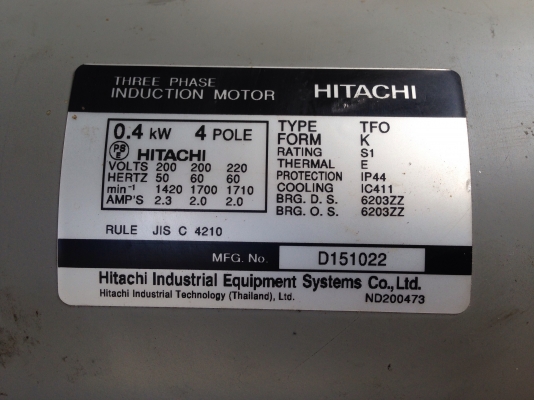 THREE PHASE
INDUCTION MOTOR HITACHI
0.4 kW 4 POLE
PS E HITACHI
VOLTS 200 200 220
HERTZ 50 60 60
min⁻¹ 1420 1700 1710
AMP'S 2.3 2.0 2.0
TYPE TFO
FORM K
RATING S1
THERMAL E
PROTECTION IP44
COOLING IC411
BRG. D. S. 6203ZZ
BRG. O. S. 6203ZZ
RULE JIS C 4210
MFG. No. D151022
Hitachi Industrial Equipment Systems Co., Ltd.
Hitachi Industrial Technology (Thailand), Ltd. ND200473